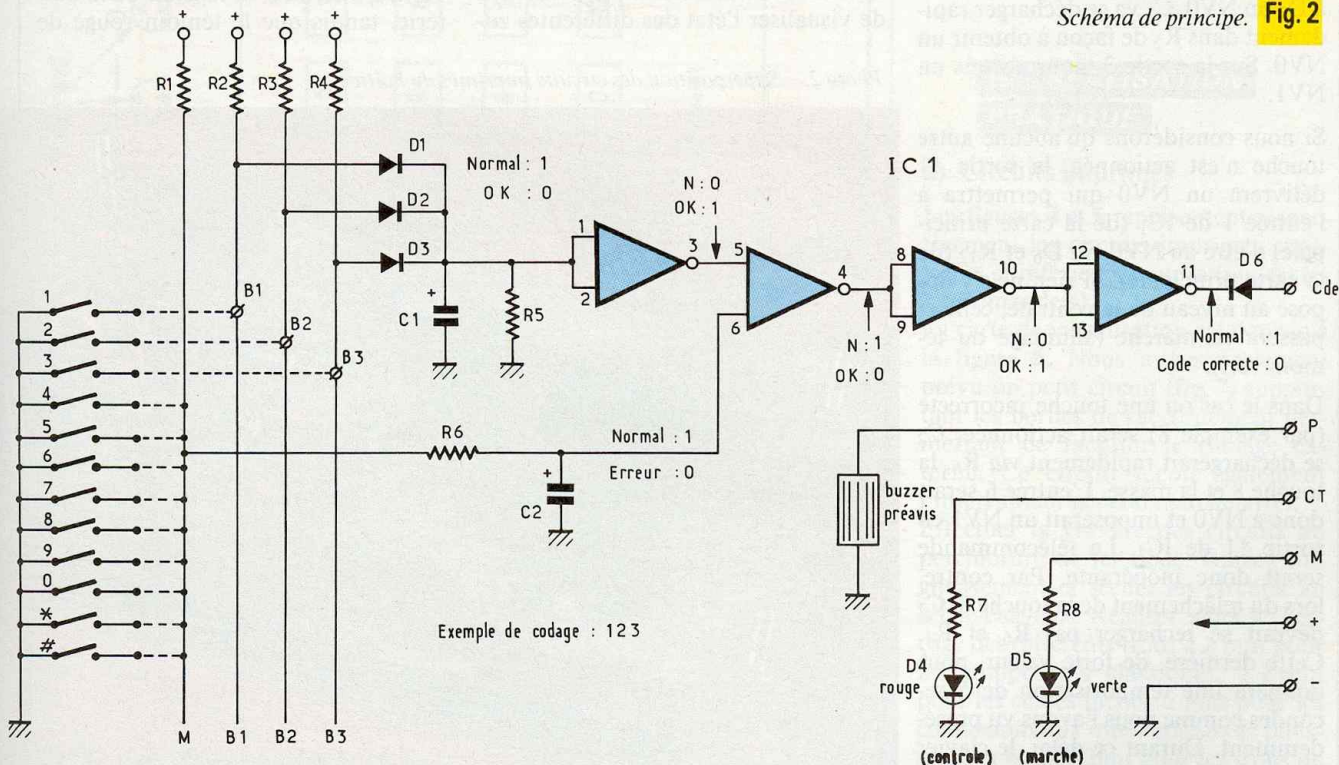 Schéma de principe. Fig. 2
+ + + +
R1 R2 R3 R4
D1
D2
D3
Normal : 1
OK : 0
N : 0
OK : 1
IC 1
1
2
3
5
6
4
8
9
10
12
13
11
D6
Cde
N : 1
OK : 0
N : 0
OK : 1
Normal : 1
Code correcte : 0
+
C1
R5
B1
B2
B3
1
2
3
4
5
6
7
8
9
0
*
#
R6
Normal : 1
Erreur : 0
+
C2
Exemple de codage : 123
buzzer
préavis
P
CT
M
+
-
R7
R8
D4
rouge
D5
verte
(contrôle) (marche)
M B1 B2 B3